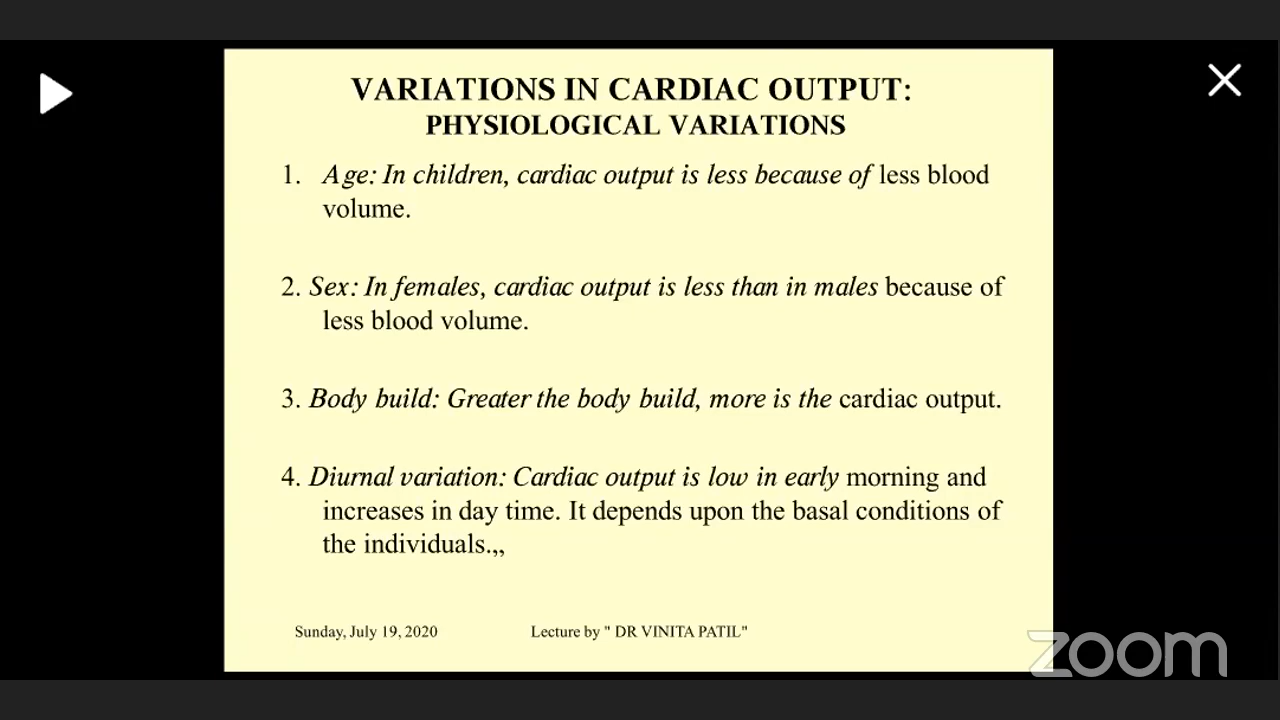 VARIATIONS IN CARDIAC OUTPUT:
PHYSIOLOGICAL VARIATIONS
1. Age: In children, cardiac output is less because of less blood
volume.
2. Sex: In females, cardiac output is less than in males because of
less blood volume.
3. Body build: Greater the body build, more is the cardiac output.
4. Diurnal variation: Cardiac output is low in early morning and
increases in day time. It depends upon the basal conditions of
the individuals.,,
Sunday, July 19, 2020 Lecture by " DR VINITA PATIL"
zoom